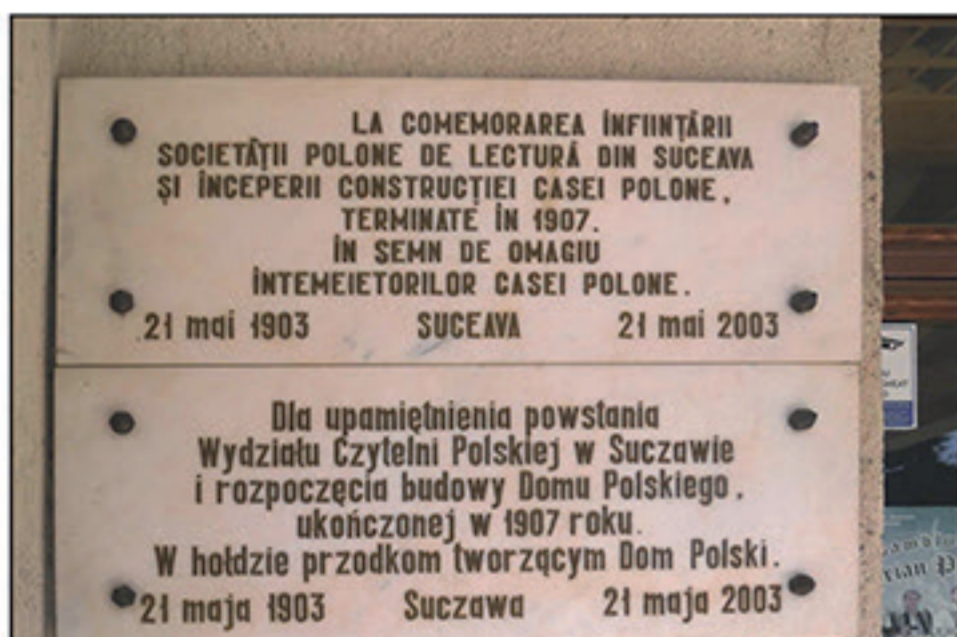 LA COMEMORAREA ÎNFIINȚĂRII
SOCIETĂȚII POLONE DE LECTURĂ DIN SUCEAVA
ȘI ÎNCEPERII CONSTRUCȚIEI CASEI POLONE,
TERMINATE ÎN 1907.
ÎN SEMN DE OMAGIU
ÎNTEMEIETORILOR CASEI POLONE.
21 mai 1903 SUCEAVA 21 mai 2003
Dla upamiętnienia powstania
Wydziału Czytelni Polskiej w Suczawie
i rozpoczęcia budowy Domu Polskiego,
ukończonej w 1907 roku.
W hołdzie przodkom tworzącym Dom Polski.
21 maja 1903 Suczawa 21 maja 2003